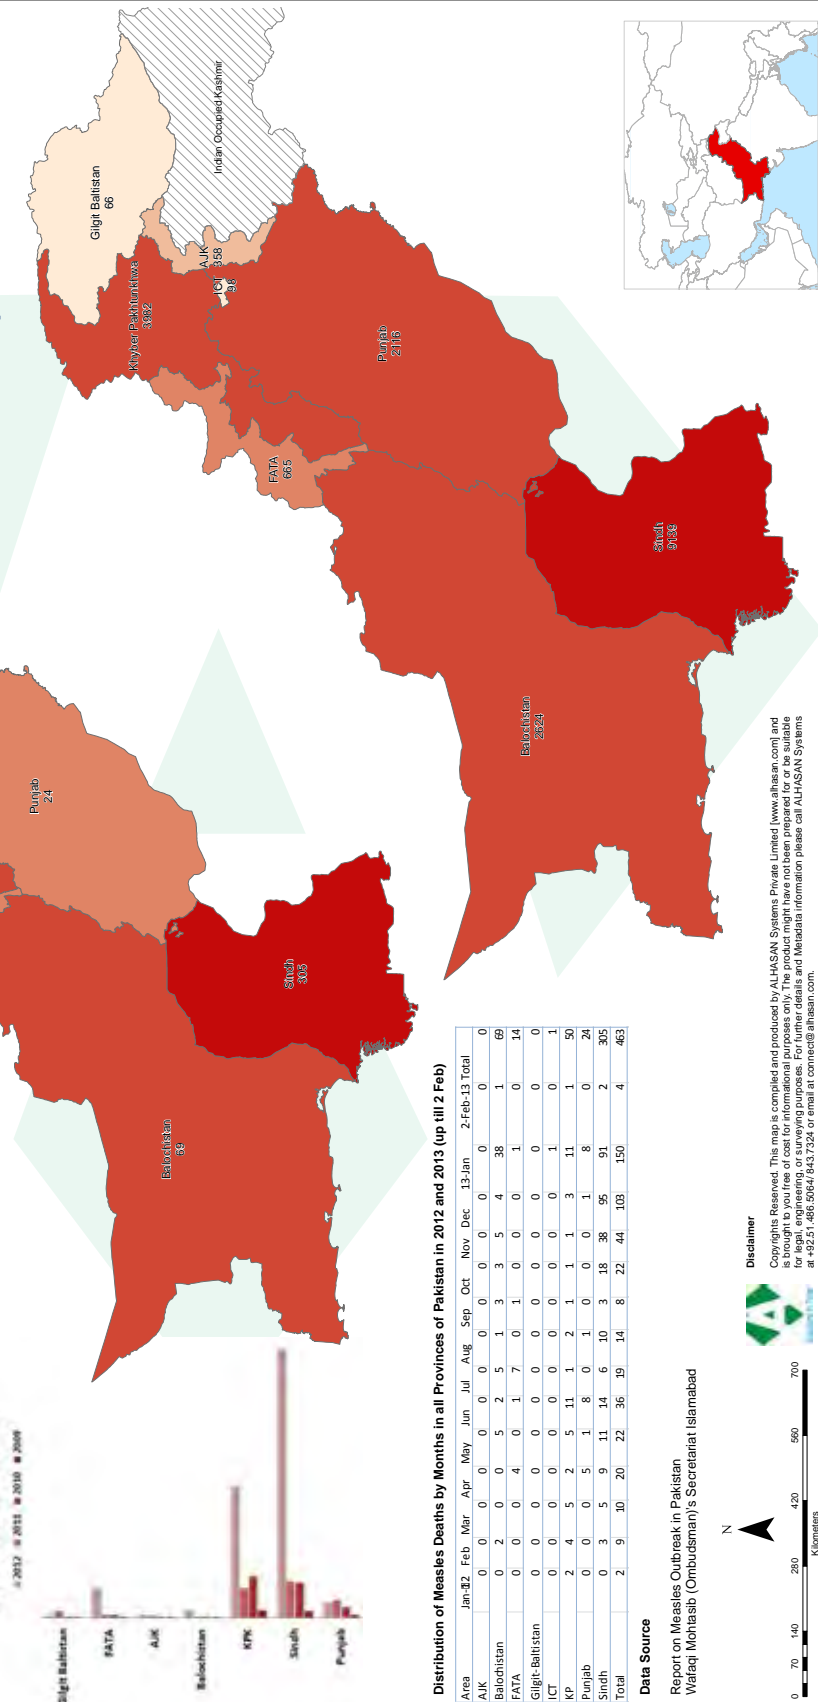 2012 2011 2010 2009
Gilgit Baltistan
FATA
AJK
Balochistan
KPK
Sindh
Punjab
Punjab
24
Sindh
305
Balochistan
69
Gilgit Baltistan
66
Indian Occupied Kashmir
Khyber Pakhtunkhwa
3982
AJK
358
ICT
98
Punjab
2116
FATA
665
Sindh
9139
Balochistan
2624
Distribution of Measles Deaths by Months in all Provinces of Pakistan in 2012 and 2013 (up till 2 Feb)
Area Jan-12 Feb Mar Apr May Jun Jul Aug Sep Oct Nov Dec 13-Jan 2-Feb-13 Total
AJK 0 0 0 0 0 0 0 0 0 0 0 0 0 0 0
Balochistan 0 2 0 0 5 2 5 1 3 3 5 4 38 1 69
FATA 0 0 0 4 0 1 7 0 1 0 0 0 1 0 14
Gilgit-Baltistan 0 0 0 0 0 0 0 0 0 0 0 0 0 0 0
ICT 0 0 0 0 0 0 0 0 0 0 0 0 1 0 1
KP 2 4 5 2 5 11 1 2 1 1 1 3 11 1 50
Punjab 0 0 0 5 1 8 0 1 0 0 0 1 8 0 24
Sindh 0 3 5 9 11 14 6 10 3 18 38 95 91 2 305
Total 2 9 10 20 22 36 19 14 8 22 44 103 150 4 463
Data Source
Report on Measles Outbreak in Pakistan
Wafaqi Mohtasib (Ombudsman)'s Secretariat Islamabad
N
0 70 140 280 420 560 700
Kilometers
Disclaimer
Copyrights Reserved. This map is compiled and produced by ALHASAN Systems Private Limited [www.alhasan.com] and
is brought to you free of cost for informational purposes only. The product might have not been prepared for or be suitable
for legal, engineering, or surveying purposes. For further details and Metadata information please call ALHASAN Systems
at +92.51.486.5064/ 843.7324 or email at connect@alhasan.com.